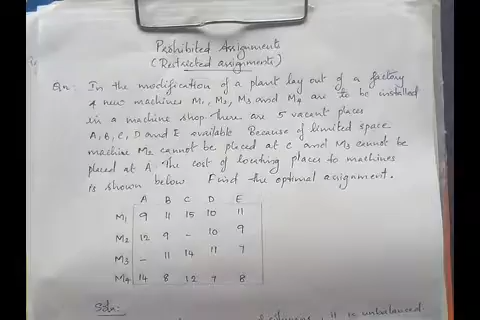 Prohibited Assignments
(Restricted assignments)
Qn: In the modification of a plant lay out of a factory
4 new machines M1, M2, M3 and M4 are to be installed
in a machine shop. There are 5 vacant places
A, B, C, D and E available. Because of limited space
machine M2 cannot be placed at C and M3 cannot be
placed at A. The cost of locating places to machines
is shown below. Find the optimal assignment.
A B C D E
M1 9 11 15 10 11
M2 12 9 - 10 9
M3 - 11 14 11 7
M4 14 8 12 7 8
Soln:
it is unbalanced